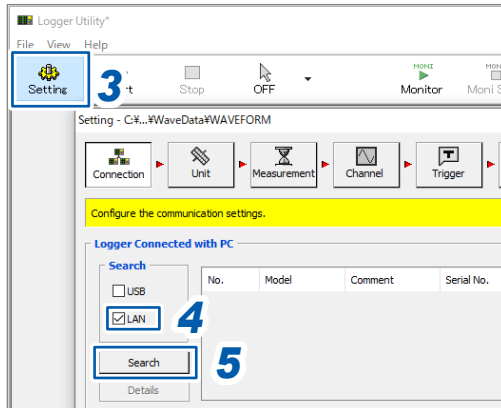 Logger Utility*
File View Help
MONI
Setting
3
Stop
OFF
Monitor
Moni
Setting - C:¥...¥WaveData¥WAVEFORM
Connection
Unit
Measurement
Channel
Trigger
Configure the communication settings.
Logger Connected with PC
Search
No. Model Comment Serial No.
USB
LAN
4
Search
5
Details